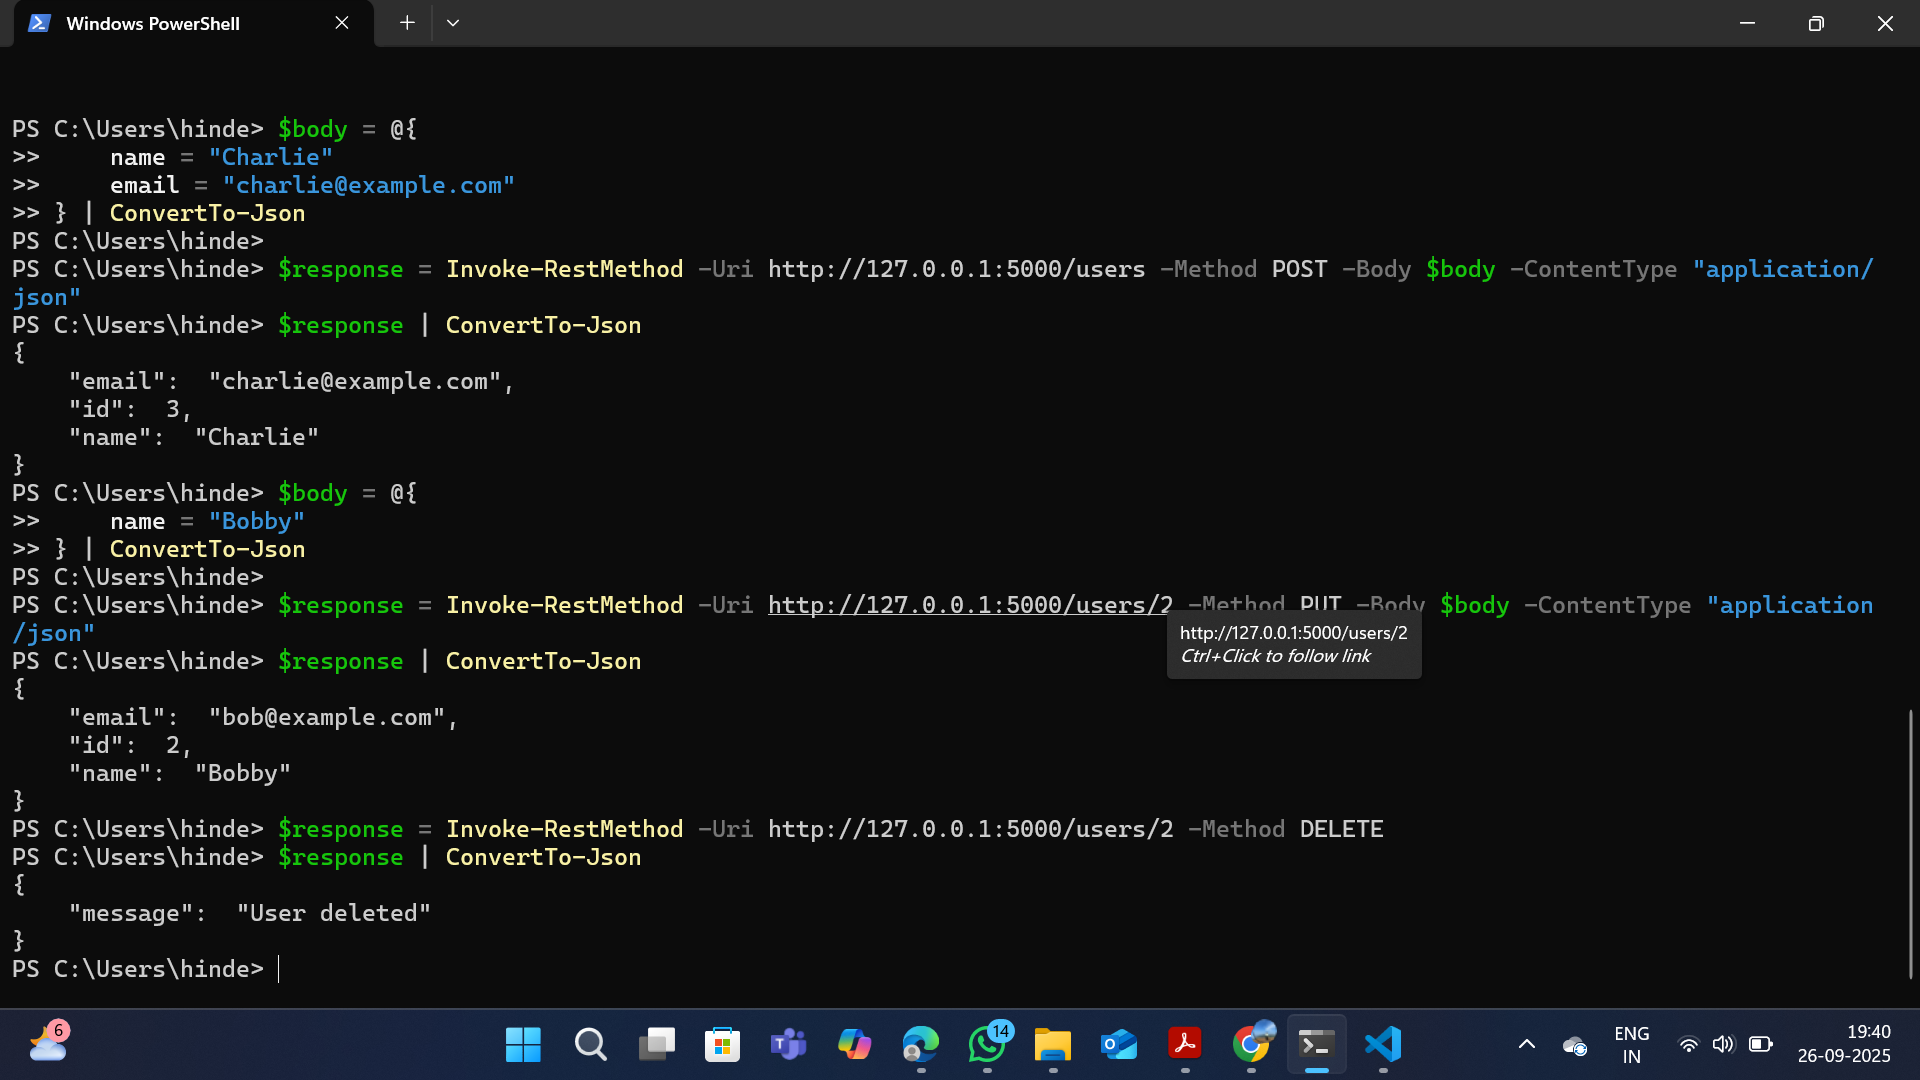 Windows PowerShell
PS C:\Users\hinde> $body = @{
>>     name = "Charlie"
>>     email = "charlie@example.com"
>> } | ConvertTo-Json
PS C:\Users\hinde>
PS C:\Users\hinde> $response = Invoke-RestMethod -Uri http://127.0.0.1:5000/users -Method POST -Body $body -ContentType "application/
json"
PS C:\Users\hinde> $response | ConvertTo-Json
{
    "email":  "charlie@example.com",
    "id":  3,
    "name":  "Charlie"
}
PS C:\Users\hinde> $body = @{
>>     name = "Bobby"
>> } | ConvertTo-Json
PS C:\Users\hinde>
PS C:\Users\hinde> $response = Invoke-RestMethod -Uri http://127.0.0.1:5000/users/2 -Method PUT -Body $body -ContentType "application
/json"
http://127.0.0.1:5000/users/2
Ctrl+Click to follow link
PS C:\Users\hinde> $response | ConvertTo-Json
{
    "email":  "bob@example.com",
    "id":  2,
    "name":  "Bobby"
}
PS C:\Users\hinde> $response = Invoke-RestMethod -Uri http://127.0.0.1:5000/users/2 -Method DELETE
PS C:\Users\hinde> $response | ConvertTo-Json
{
    "message":  "User deleted"
}
PS C:\Users\hinde>
6
14
ENG
IN
19:40
26-09-2025